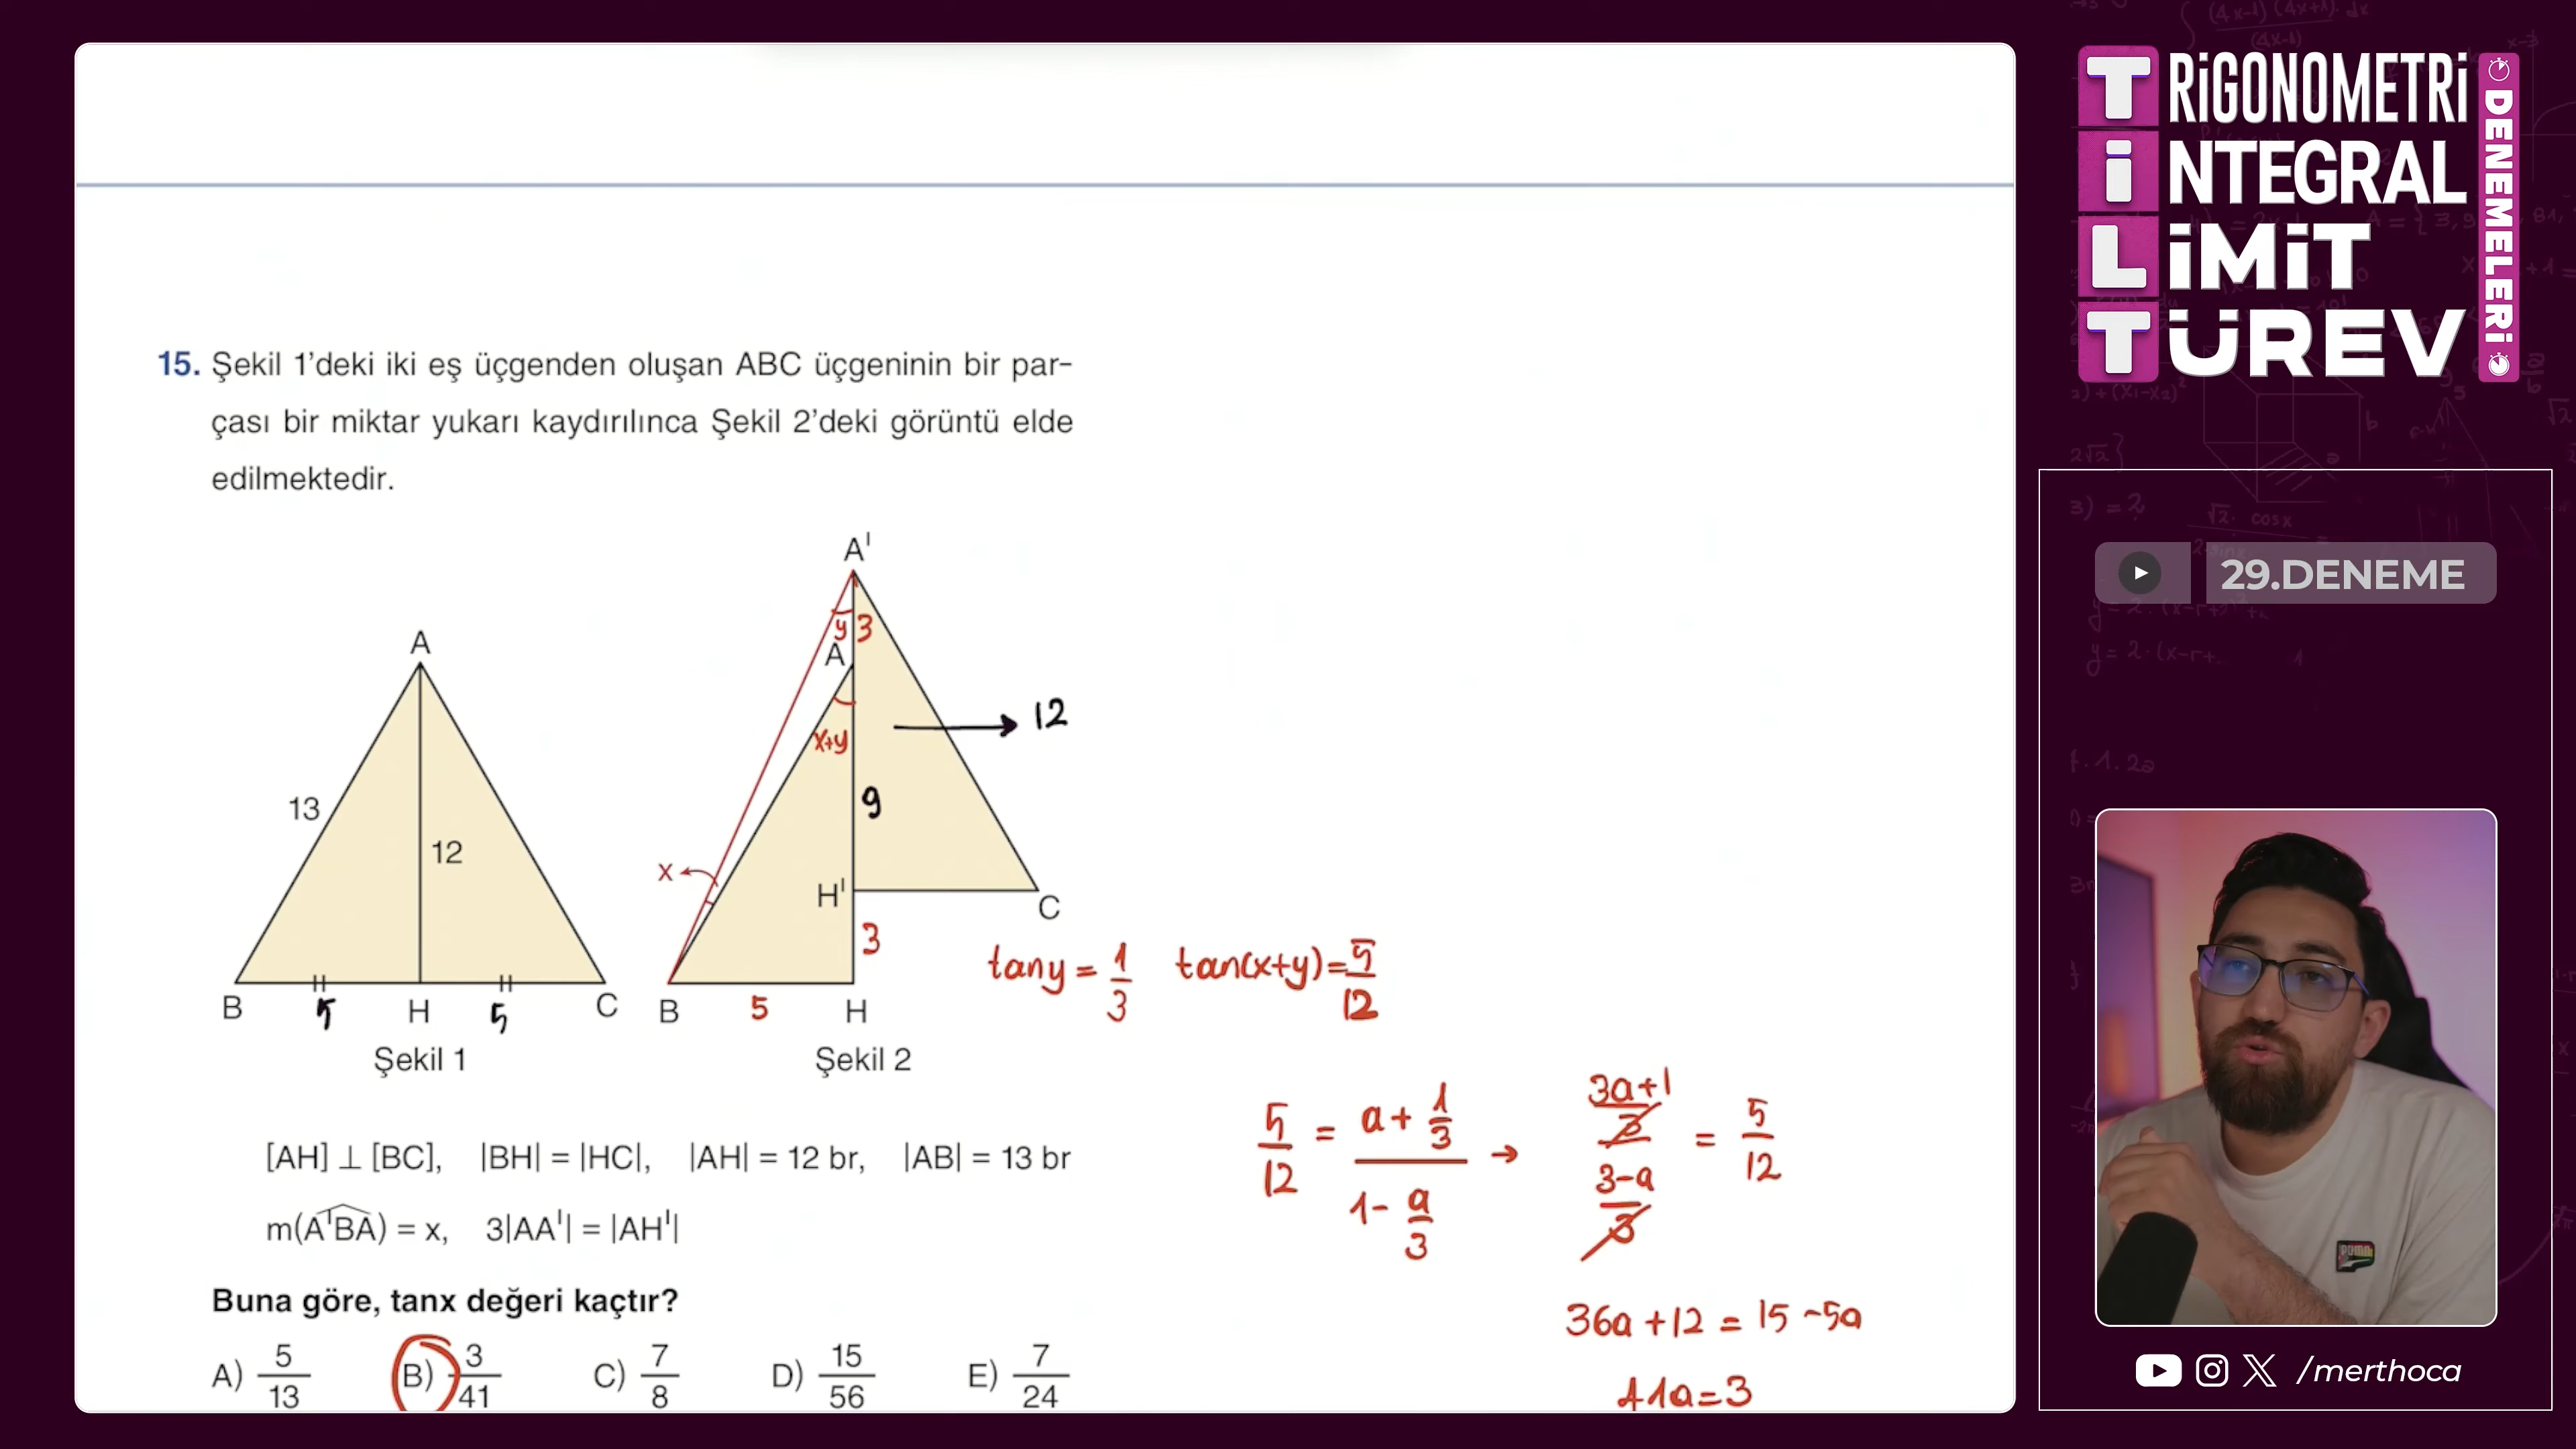 15. Şekil 1'deki iki eş üçgenden oluşan ABC üçgeninin bir par-
çası bir miktar yukarı kaydırılınca Şekil 2'deki görüntü elde
edilmektedir.
A
13
12
B
5
H
5
C
Şekil 1
A'
y
3
A
x+y
12
9
x
H'
C
3
B
5
H
Şekil 2
tany = 1/3 tan(x+y) = 5/12
5/12 = (a + 1/3)/(1 - a/3) → ((3a+1)/3)/((3-a)/3) = 5/12
36a + 12 = 15 - 5a
41a = 3
[AH] ⊥ [BC], |BH| = |HC|, |AH| = 12 br, |AB| = 13 br
m(A'BA) = x, 3|AA'| = |AH'|
Buna göre, tanx değeri kaçtır?
A) 5/13 B) 3/41 C) 7/8 D) 15/56 E) 7/24
TRİGONOMETRİ
İNTEGRAL
LİMİT
TÜREV
DENEMELERİ
29.DENEME
/merthoca